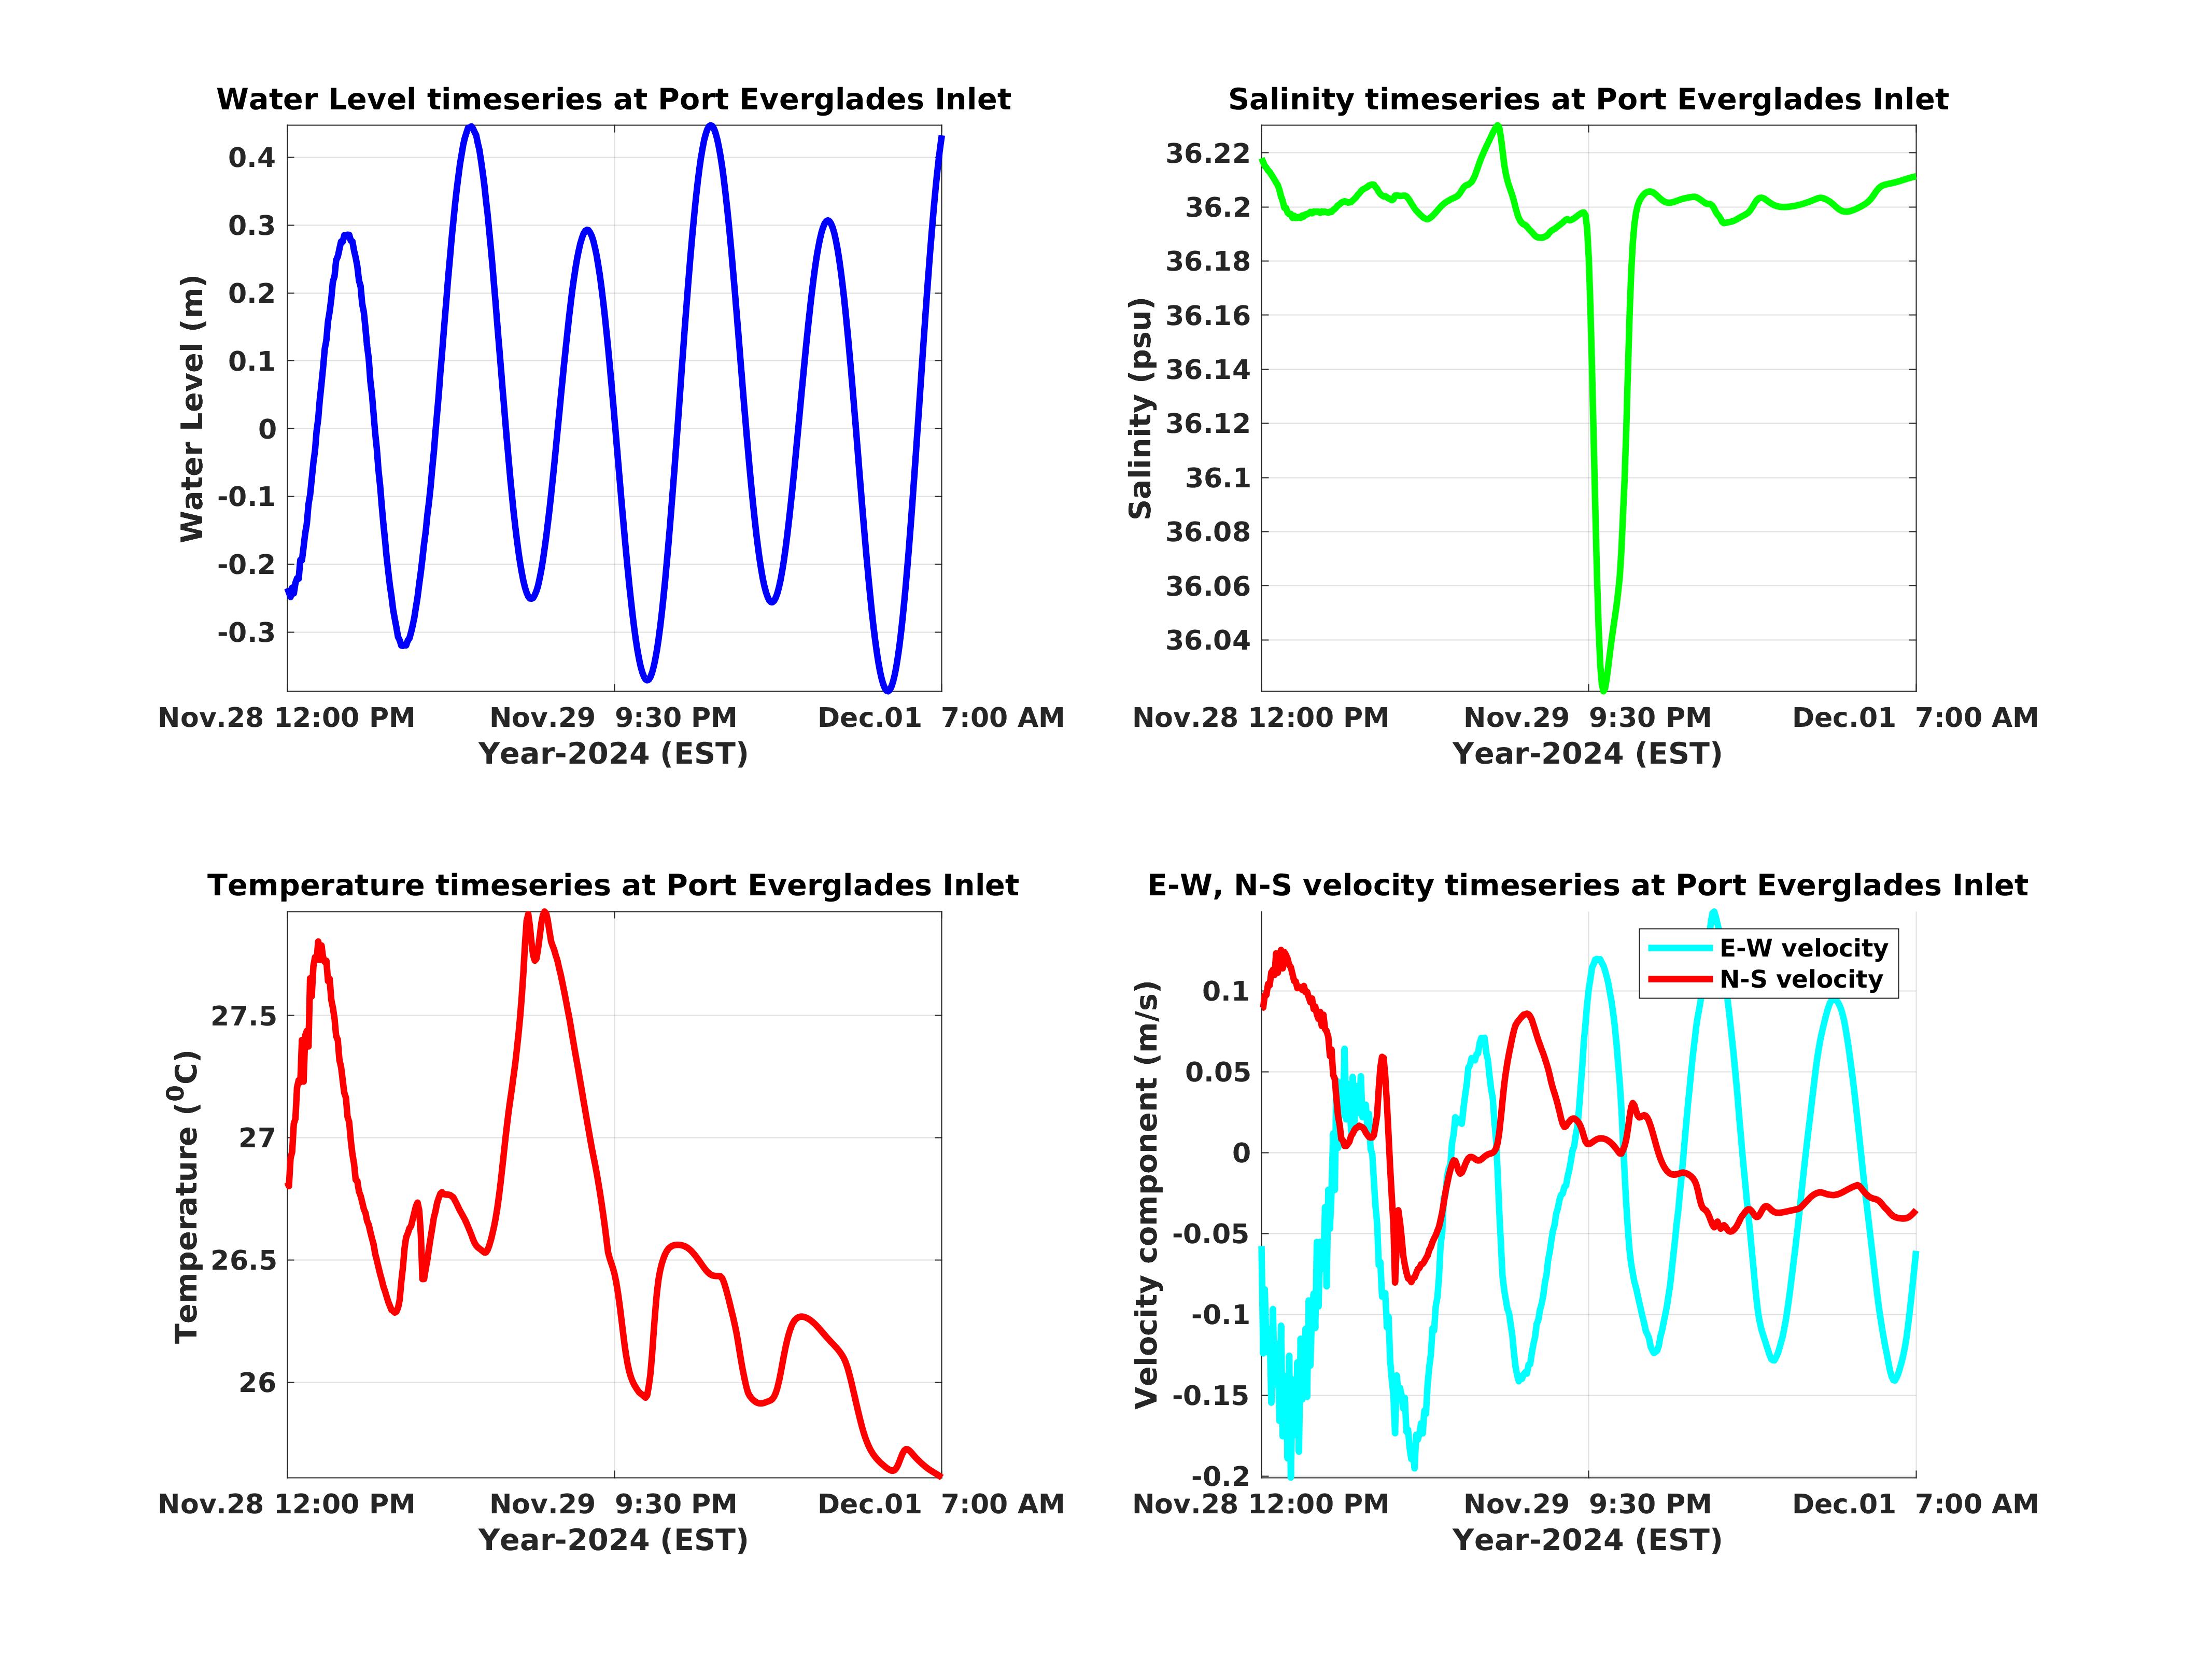 Water Level timeseries at Port Everglades Inlet
0.4
0.3
0.2
0.1
0
-0.1
-0.2
-0.3
Water Level (m)
Nov.28 12:00 PM Nov.29 9:30 PM Dec.01 7:00 AM
Year-2024 (EST)
Salinity timeseries at Port Everglades Inlet
36.22
36.2
36.18
36.16
36.14
36.12
36.1
36.08
36.06
36.04
Salinity (psu)
Nov.28 12:00 PM Nov.29 9:30 PM Dec.01 7:00 AM
Year-2024 (EST)
Temperature timeseries at Port Everglades Inlet
27.5
27
26.5
26
Temperature (⁰C)
Nov.28 12:00 PM Nov.29 9:30 PM Dec.01 7:00 AM
Year-2024 (EST)
E-W, N-S velocity timeseries at Port Everglades Inlet
E-W velocity
N-S velocity
0.1
0.05
0
-0.05
-0.1
-0.15
-0.2
Velocity component (m/s)
Nov.28 12:00 PM Nov.29 9:30 PM Dec.01 7:00 AM
Year-2024 (EST)